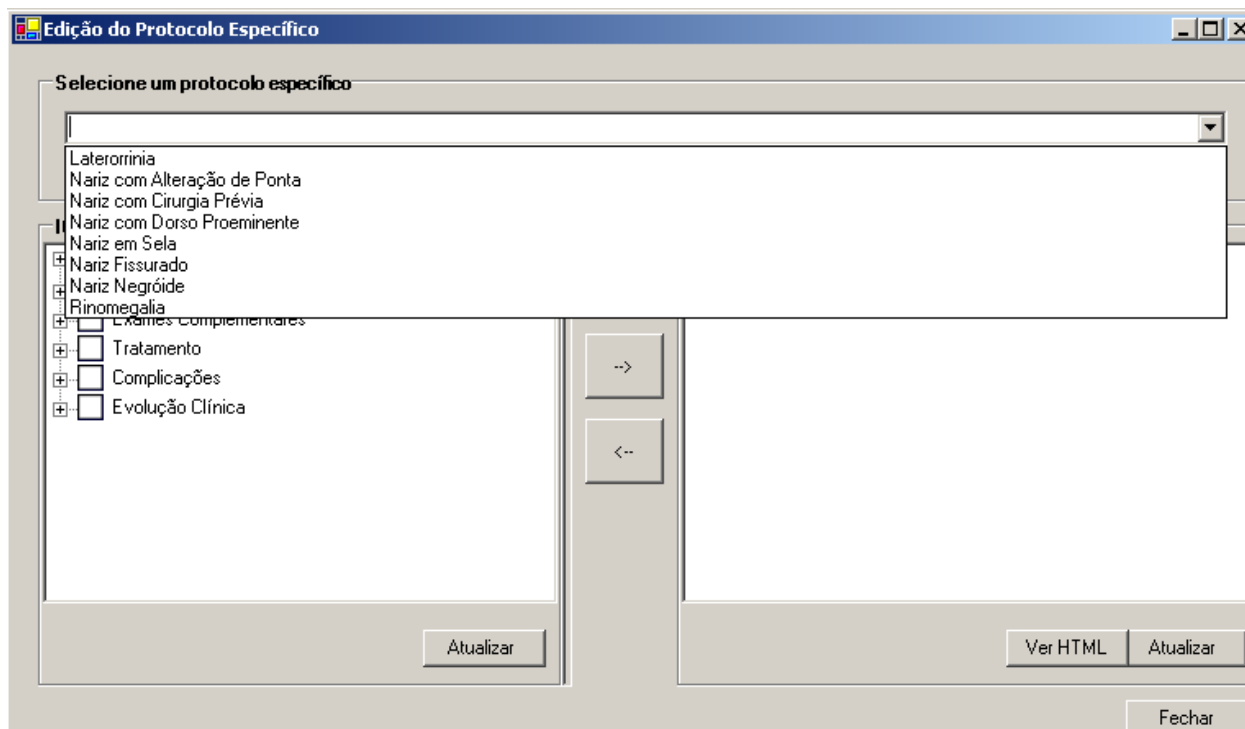 Edição do Protocolo Específico
Selecione um protocolo específico
Laterorrinia
Nariz com Alteração de Ponta
Nariz com Cirurgia Prévia
Nariz com Dorso Proeminente
Nariz em Sela
Nariz Fissurado
Nariz Negróide
Rinomegalia
Exames Complementares
Tratamento
Complicações
Evolução Clínica
-->
<--
Atualizar
Ver HTML Atualizar
Fechar